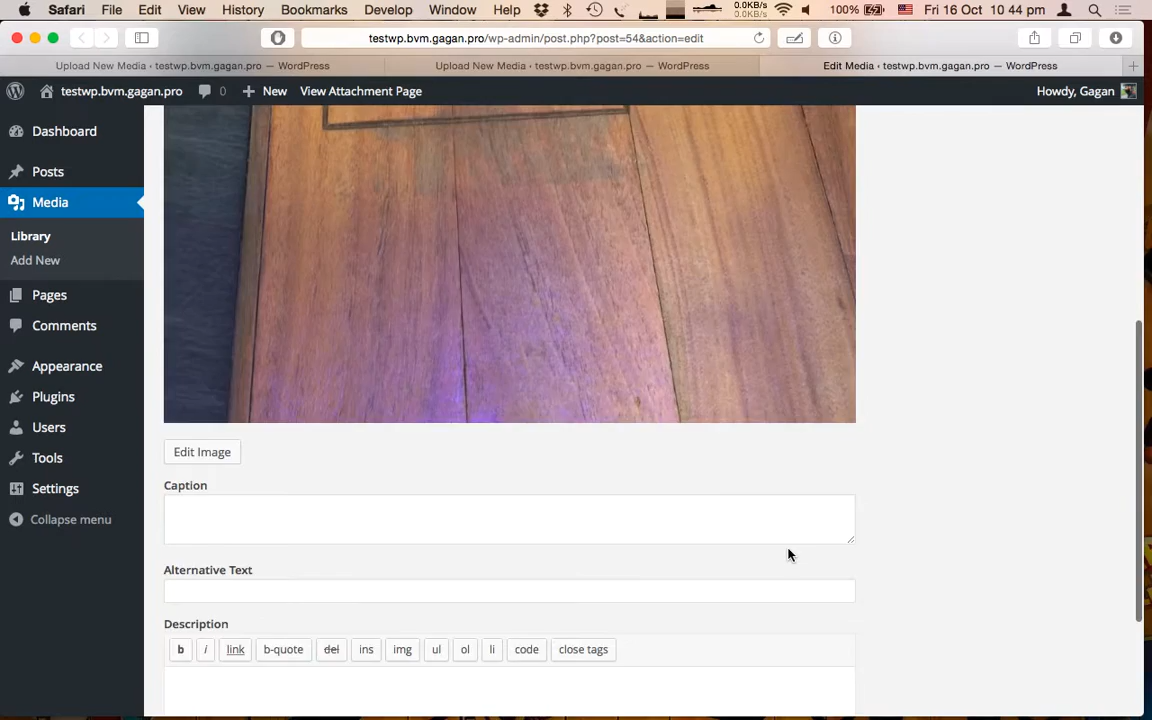 Safari File Edit View History Bookmarks Develop Window Help 0.0KB/s 0.0KB/s 100% Fri 16 Oct 10:44 pm
testwp.bvm.gagan.pro/wp-admin/post.php?post=54&action=edit
Upload New Media ‹ testwp.bvm.gagan.pro — WordPress Upload New Media ‹ testwp.bvm.gagan.pro — WordPress Edit Media ‹ testwp.bvm.gagan.pro — WordPress
testwp.bvm.gagan.pro 0 New View Attachment Page Howdy, Gagan
Dashboard
Posts
Media
Library
Add New
Pages
Comments
Appearance
Plugins
Users
Tools
Settings
Collapse menu
Edit Image
Caption
Alternative Text
Description
b i link b-quote del ins img ul ol li code close tags